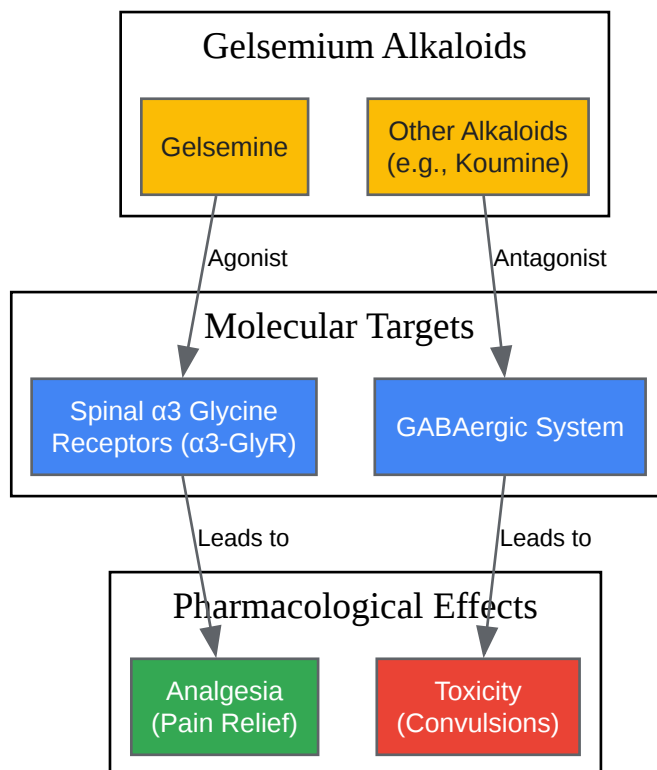 Gelsemium Alkaloids
Gelsemine
Other Alkaloids
(e.g., Koumine)
Agonist
Antagonist
Molecular Targets
Spinal α3 Glycine
Receptors (α3-GlyR)
GABAergic System
Leads to
Leads to
Pharmacological Effects
Analgesia
(Pain Relief)
Toxicity
(Convulsions)